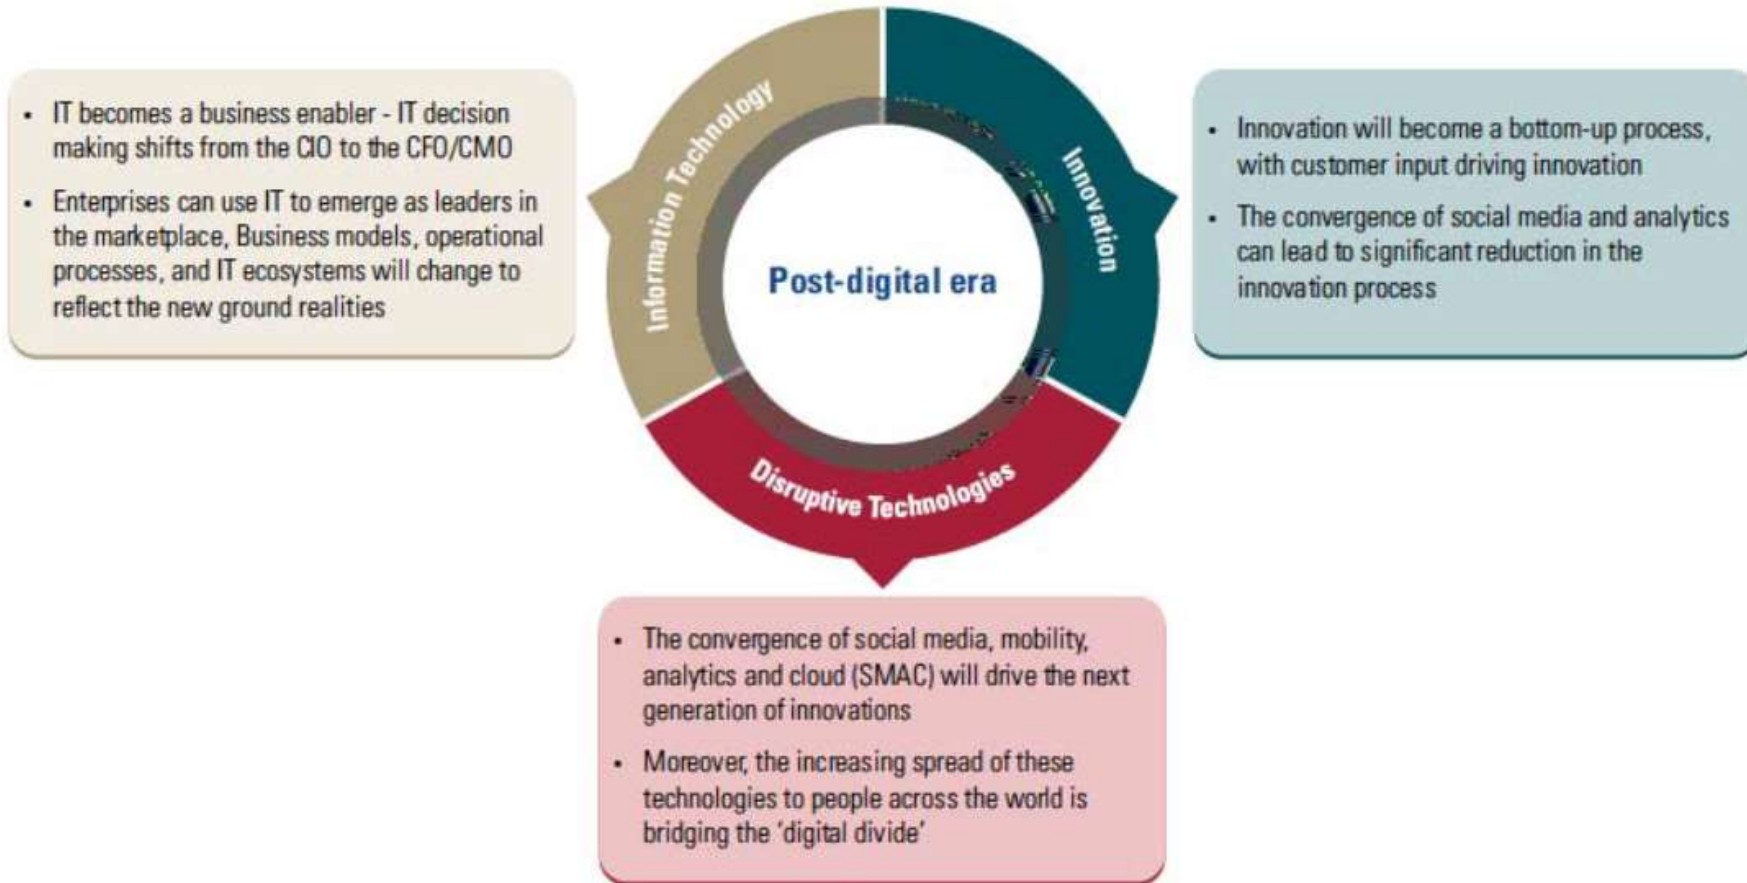 Information Technology
• IT becomes a business enabler - IT decision
making shifts from the CIO to the CFO/CMO
• Enterprises can use IT to emerge as leaders in
the marketplace, Business models, operational
processes, and IT ecosystems will change to
reflect the new ground realities
Post-digital era
Innovation
• Innovation will become a bottom-up process,
with customer input driving innovation
• The convergence of social media and analytics
can lead to significant reduction in the
innovation process
Disruptive Technologies
• The convergence of social media, mobility,
analytics and cloud (SMAC) will drive the next
generation of innovations
• Moreover, the increasing spread of these
technologies to people across the world is
bridging the ‘digital divide’